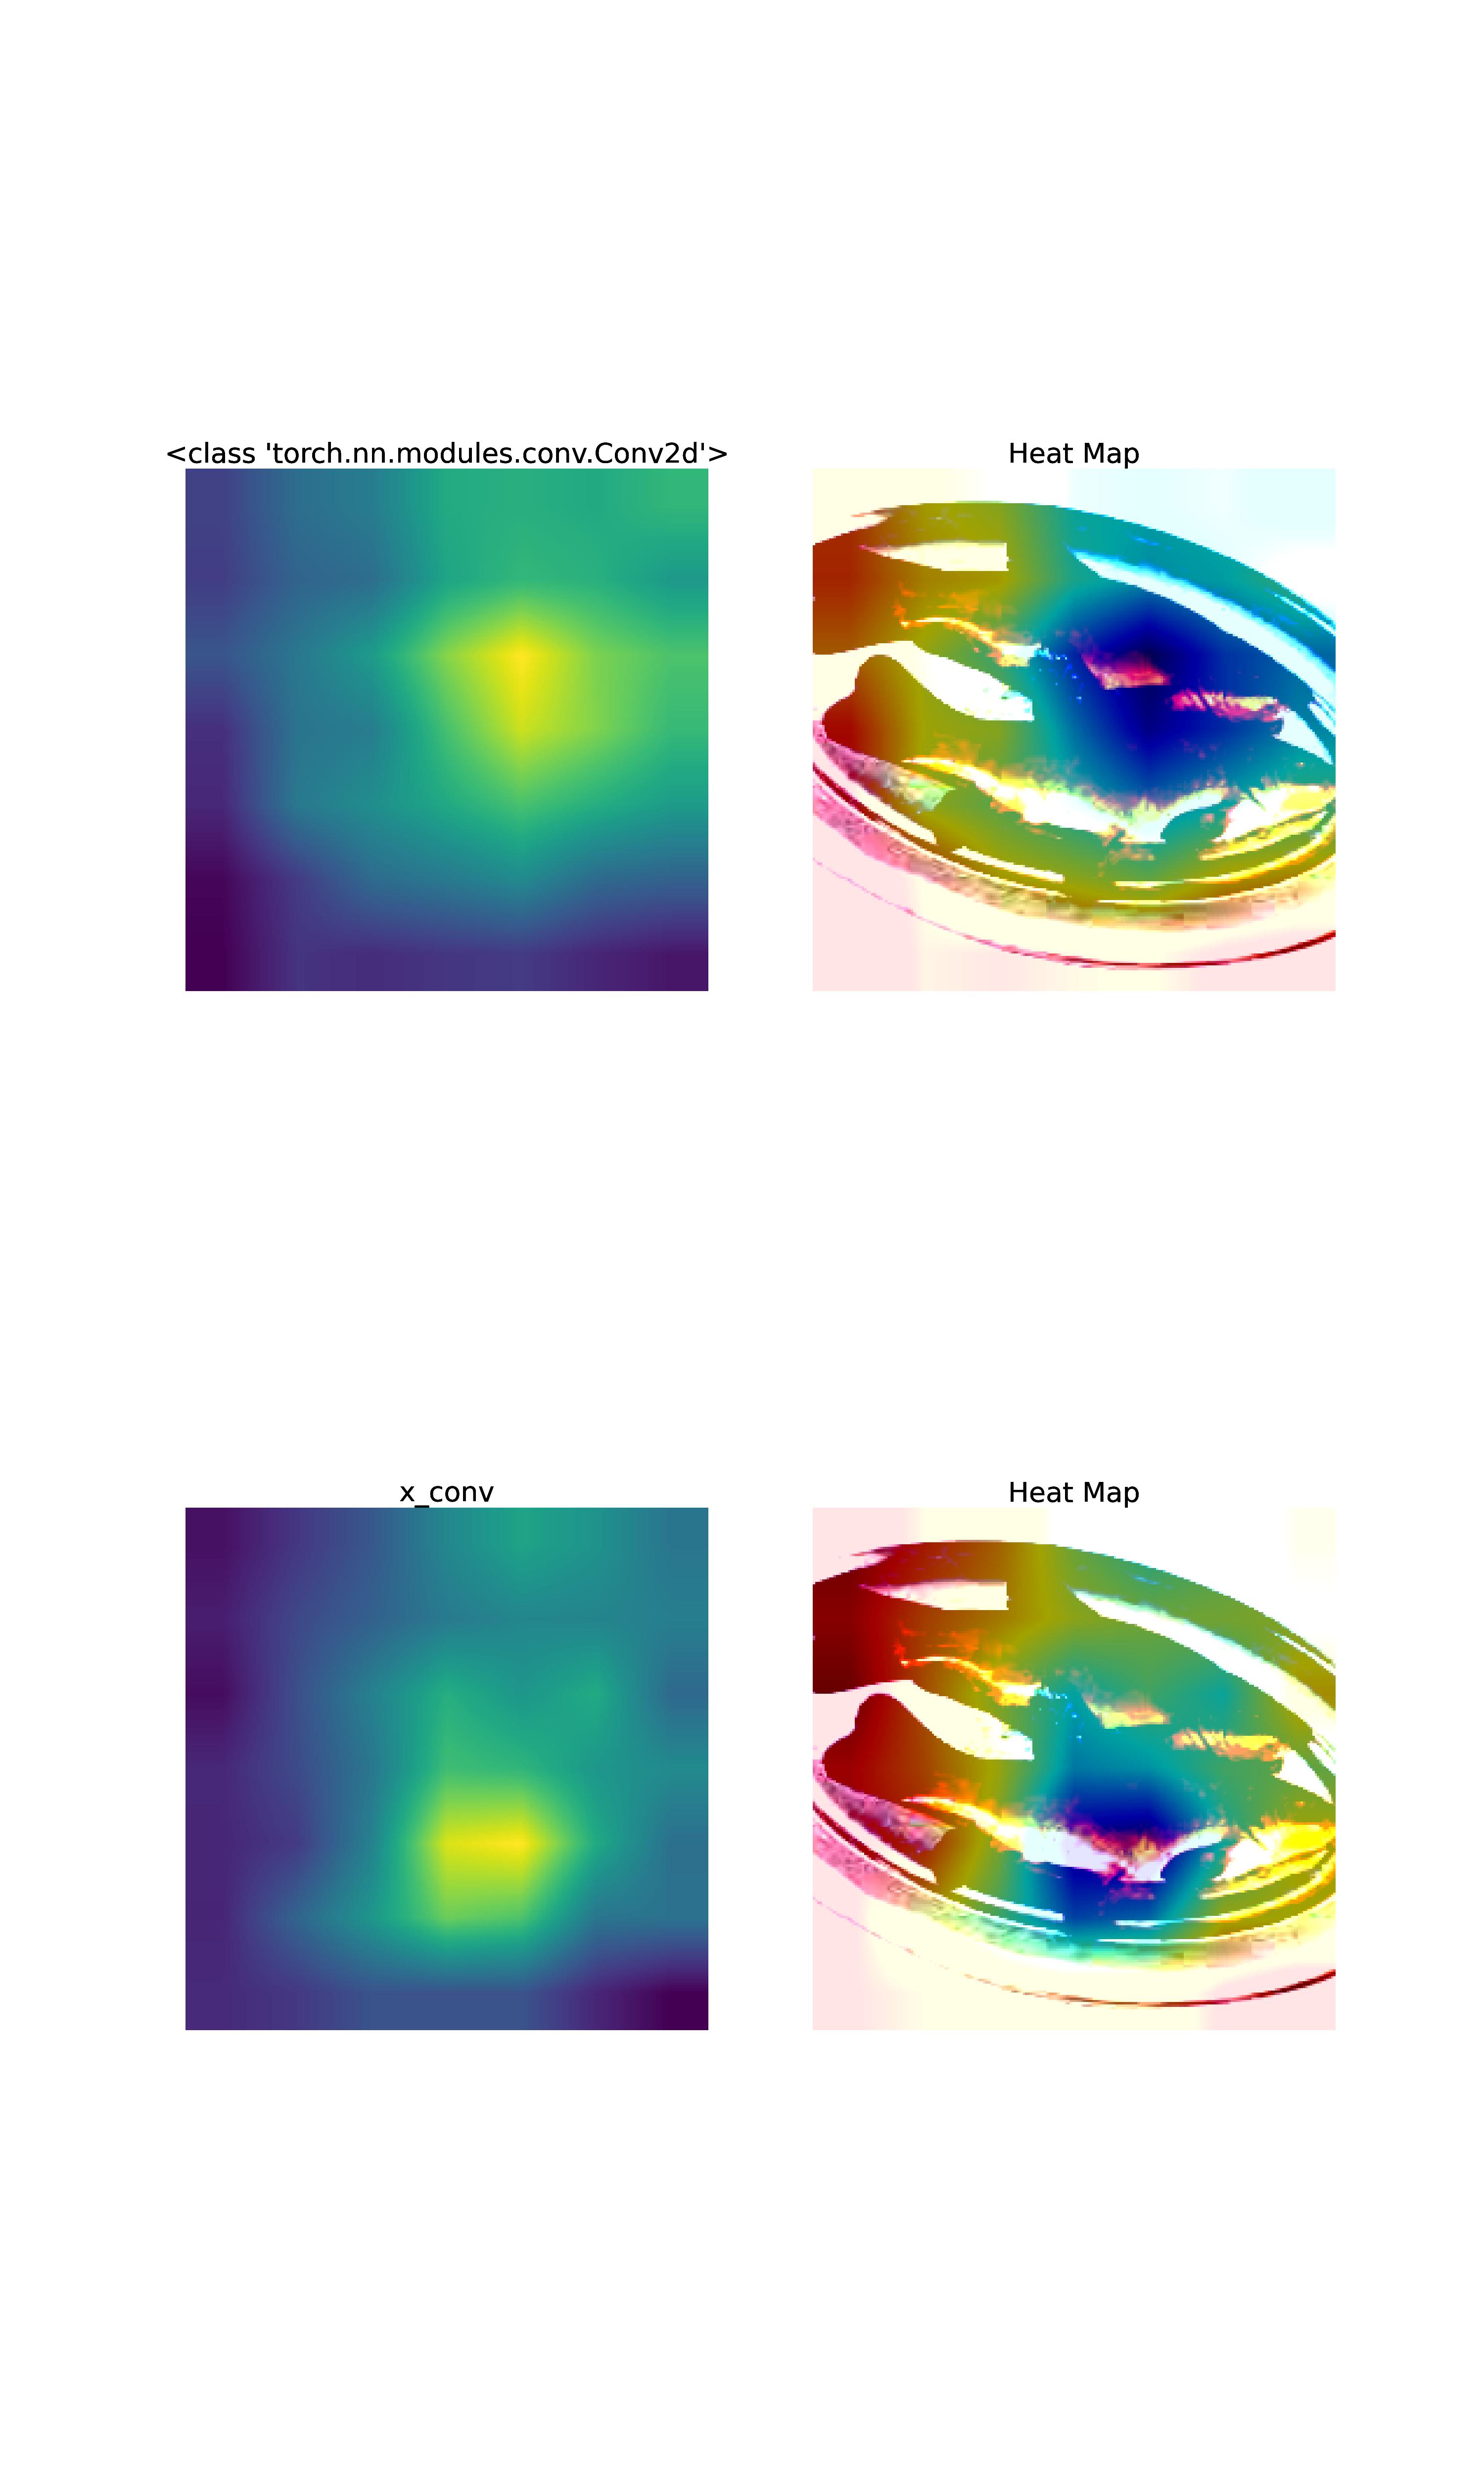 <class 'torch.nn.modules.conv.Conv2d'>
Heat Map
x_conv
Heat Map